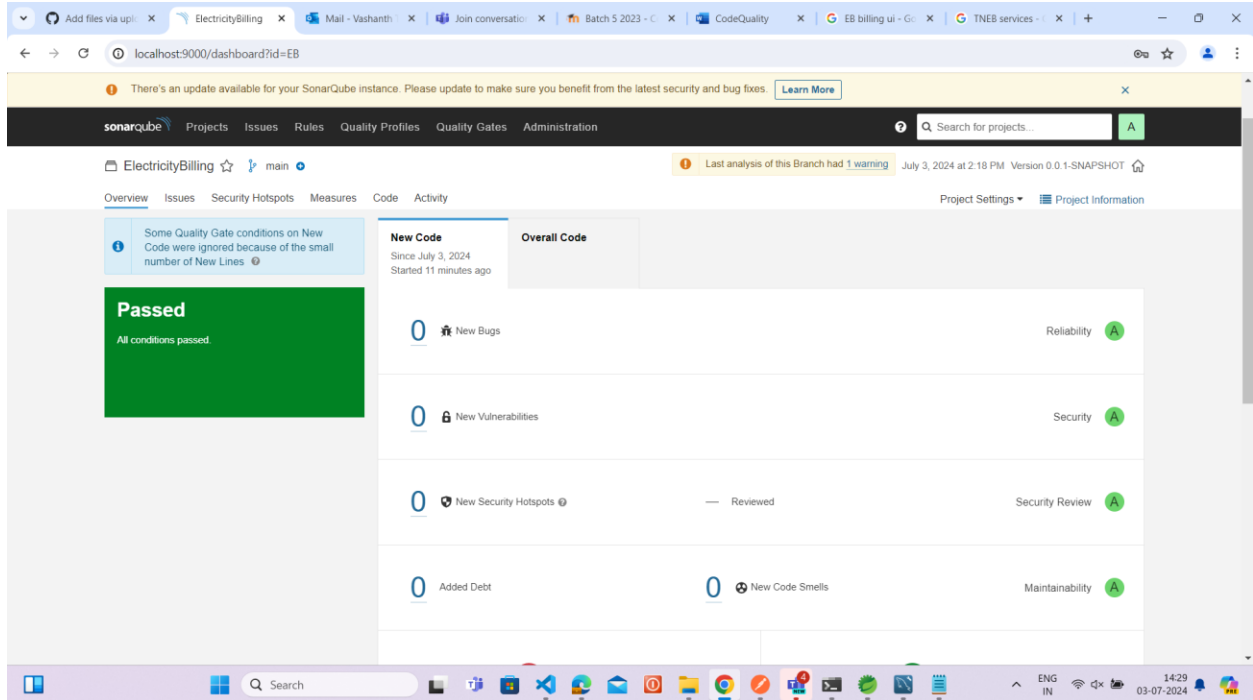 Add files via uplo
ElectricityBilling
Mail - Vashanth
Join conversation
Batch 5 2023 - C
CodeQuality
EB billing ui - Go
TNEB services -
localhost:9000/dashboard?id=EB
There's an update available for your SonarQube instance. Please update to make sure you benefit from the latest security and bug fixes. Learn More
sonarqube Projects Issues Rules Quality Profiles Quality Gates Administration
Search for projects...
A
ElectricityBilling main
Last analysis of this Branch had 1 warning July 3, 2024 at 2:18 PM Version 0.0.1-SNAPSHOT
Overview Issues Security Hotspots Measures Code Activity
Project Settings Project Information
Some Quality Gate conditions on New
Code were ignored because of the small
number of New Lines
Passed
All conditions passed.
New Code
Since July 3, 2024
Started 11 minutes ago
Overall Code
0 New Bugs Reliability A
0 New Vulnerabilities Security A
0 New Security Hotspots — Reviewed Security Review A
0 Added Debt 0 New Code Smells Maintainability A
Search
4
NEW
ENG
IN
14:29
03-07-2024
PRE